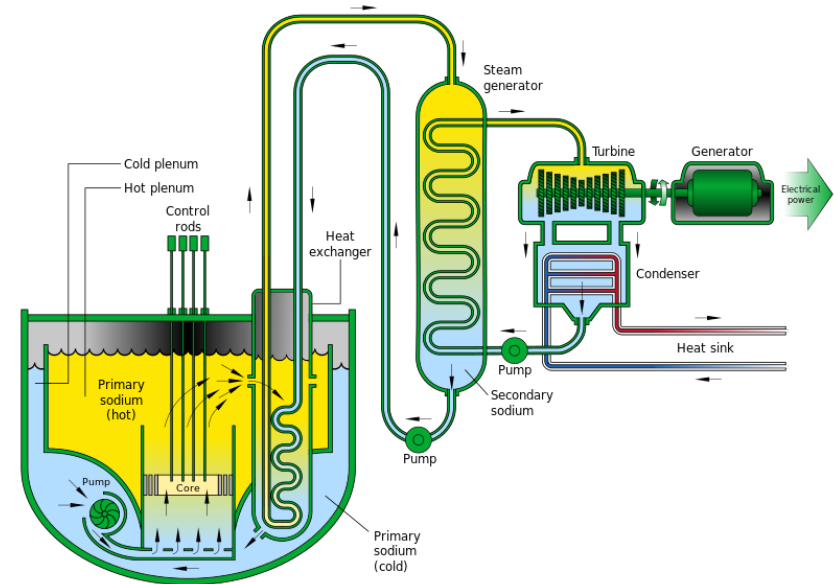 Steam
generator
Turbine
Generator
Electrical
power
Cold plenum
Hot plenum
Control
rods
Heat
exchanger
Condenser
Heat sink
Pump
Primary
sodium
(hot)
Secondary
sodium
Pump
Pump
Core
Primary
sodium
(cold)